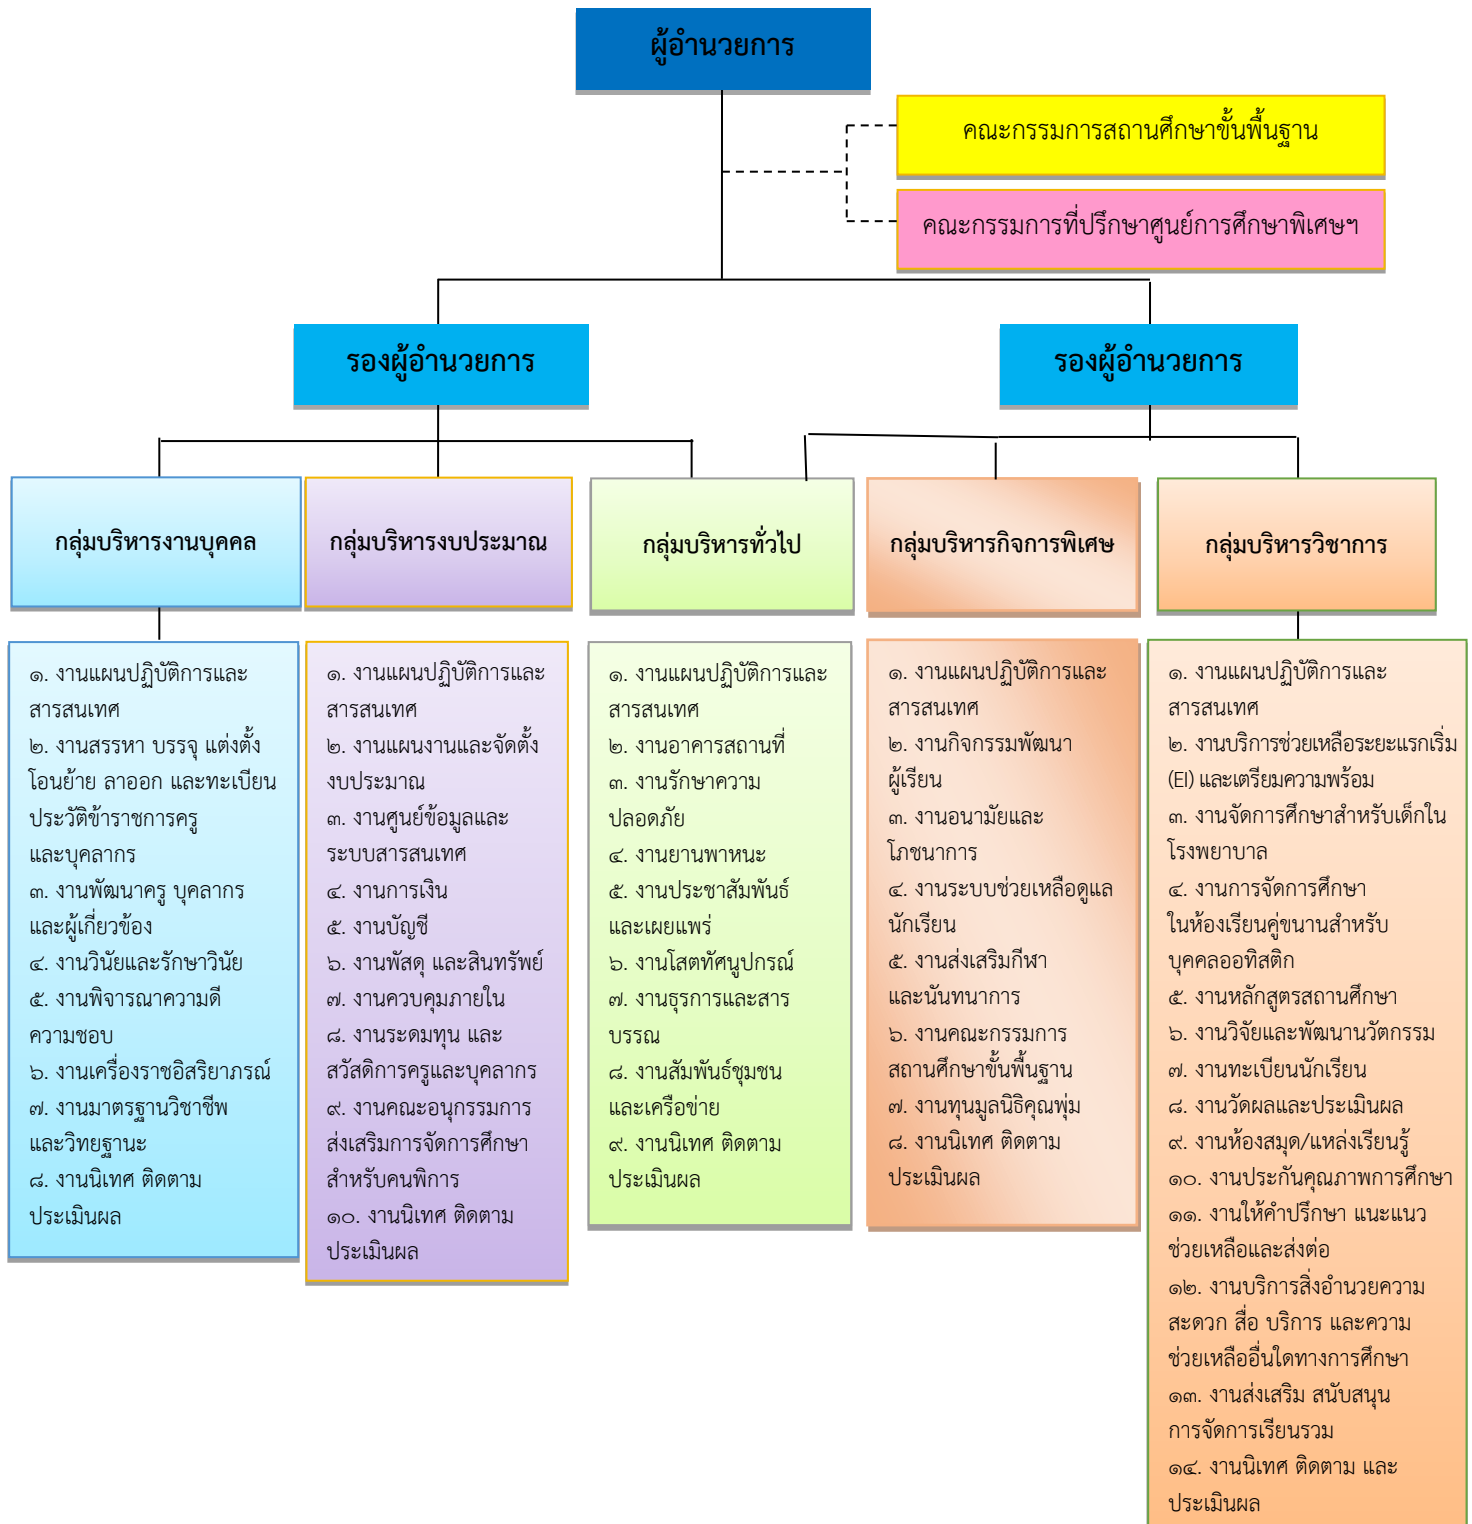 ผู้อำนวยการ
คณะกรรมการสถานศึกษาขั้นพื้นฐาน
คณะกรรมการที่ปรึกษาศูนย์การศึกษาพิเศษฯ
รองผู้อำนวยการ
รองผู้อำนวยการ
กลุ่มบริหารงานบุคคล
กลุ่มบริหารงบประมาณ
กลุ่มบริหารทั่วไป
กลุ่มบริหารกิจการพิเศษ
กลุ่มบริหารวิชาการ
๑. งานแผนปฏิบัติการและ
สารสนเทศ
๒. งานสรรหา บรรจุ แต่งตั้ง
โอนย้าย ลาออก และทะเบียน
ประวัติข้าราชการครู
และบุคลากร
๓. งานพัฒนาครู บุคลากร
และผู้เกี่ยวข้อง
๔. งานวินัยและรักษาวินัย
๕. งานพิจารณาความดี
ความชอบ
๖. งานเครื่องราชอิสริยาภรณ์
๗. งานมาตรฐานวิชาชีพ
และวิทยฐานะ
๘. งานนิเทศ ติดตาม
ประเมินผล
๑. งานแผนปฏิบัติการและ
สารสนเทศ
๒. งานแผนงานและจัดตั้ง
งบประมาณ
๓. งานศูนย์ข้อมูลและ
ระบบสารสนเทศ
๔. งานการเงิน
๕. งานบัญชี
๖. งานพัสดุ และสินทรัพย์
๗. งานควบคุมภายใน
๘. งานระดมทุน และ
สวัสดิการครูและบุคลากร
๙. งานคณะอนุกรรมการ
ส่งเสริมการจัดการศึกษา
สำหรับคนพิการ
๑๐. งานนิเทศ ติดตาม
ประเมินผล
๑. งานแผนปฏิบัติการและ
สารสนเทศ
๒. งานอาคารสถานที่
๓. งานรักษาความ
ปลอดภัย
๔. งานยานพาหนะ
๕. งานประชาสัมพันธ์
และเผยแพร่
๖. งานโสตทัศนูปกรณ์
๗. งานธุรการและสาร
บรรณ
๘. งานสัมพันธ์ชุมชน
และเครือข่าย
๙. งานนิเทศ ติดตาม
ประเมินผล
๑. งานแผนปฏิบัติการและ
สารสนเทศ
๒. งานกิจกรรมพัฒนา
ผู้เรียน
๓. งานอนามัยและ
โภชนาการ
๔. งานระบบช่วยเหลือดูแล
นักเรียน
๕. งานส่งเสริมกีฬา
และนันทนาการ
๖. งานคณะกรรมการ
สถานศึกษาขั้นพื้นฐาน
๗. งานทุนมูลนิธิคุณพุ่ม
๘. งานนิเทศ ติดตาม
ประเมินผล
๑. งานแผนปฏิบัติการและ
สารสนเทศ
๒. งานบริการช่วยเหลือระยะแรกเริ่ม
(EI) และเตรียมความพร้อม
๓. งานจัดการศึกษาสำหรับเด็กใน
โรงพยาบาล
๔. งานการจัดการศึกษา
ในห้องเรียนคู่ขนานสำหรับ
บุคคลออทิสติก
๕. งานหลักสูตรสถานศึกษา
๖. งานวิจัยและพัฒนานวัตกรรม
๗. งานทะเบียนนักเรียน
๘. งานวัดผลและประเมินผล
๙. งานห้องสมุด/แหล่งเรียนรู้
๑๐. งานประกันคุณภาพการศึกษา
๑๑. งานให้คำปรึกษา แนะแนว
ช่วยเหลือและส่งต่อ
๑๒. งานบริการสิ่งอำนวยความ
สะดวก สื่อ บริการ และความ
ช่วยเหลืออื่นใดทางการศึกษา
๑๓. งานส่งเสริม สนับสนุน
การจัดการเรียนรวม
๑๔. งานนิเทศ ติดตาม และ
ประเมินผล